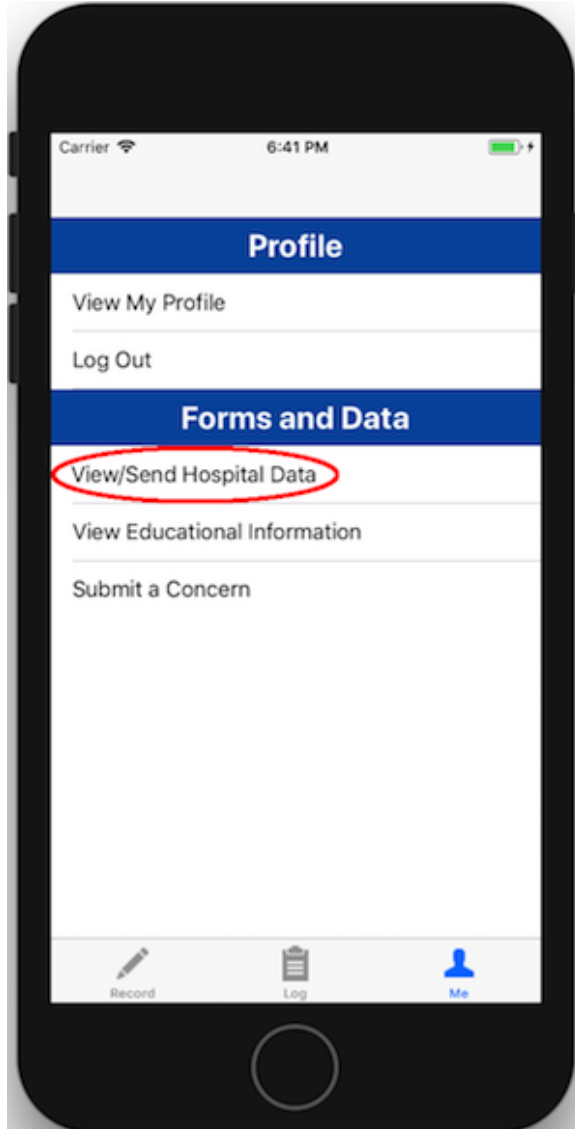 Carrier 6:41 PM
Profile
View My Profile
Log Out
Forms and Data
View/Send Hospital Data
View Educational Information
Submit a Concern
Record Log Me